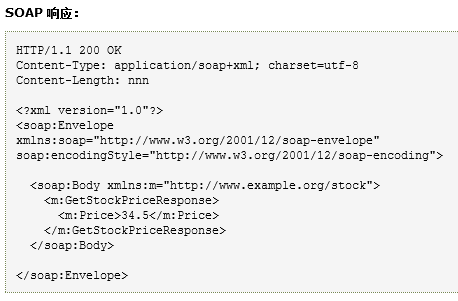 SOAP 响应：
HTTP/1.1 200 OK
Content-Type: application/soap+xml; charset=utf-8
Content-Length: nnn
<?xml version="1.0"?>
<soap:Envelope
xmlns:soap="http://www.w3.org/2001/12/soap-envelope"
soap:encodingStyle="http://www.w3.org/2001/12/soap-encoding">
<soap:Body xmlns:m="http://www.example.org/stock">
<m:GetStockPriceResponse>
<m:Price>34.5</m:Price>
</m:GetStockPriceResponse>
</soap:Body>
</soap:Envelope>